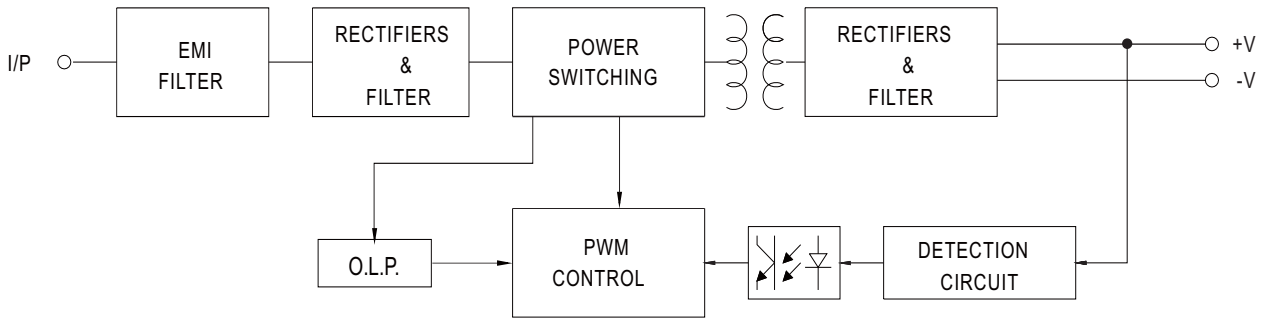 I/P
EMI
FILTER
RECTIFIERS
&
FILTER
POWER
SWITCHING
RECTIFIERS
&
FILTER
+V
-V
O.L.P.
PWM
CONTROL
DETECTION
CIRCUIT